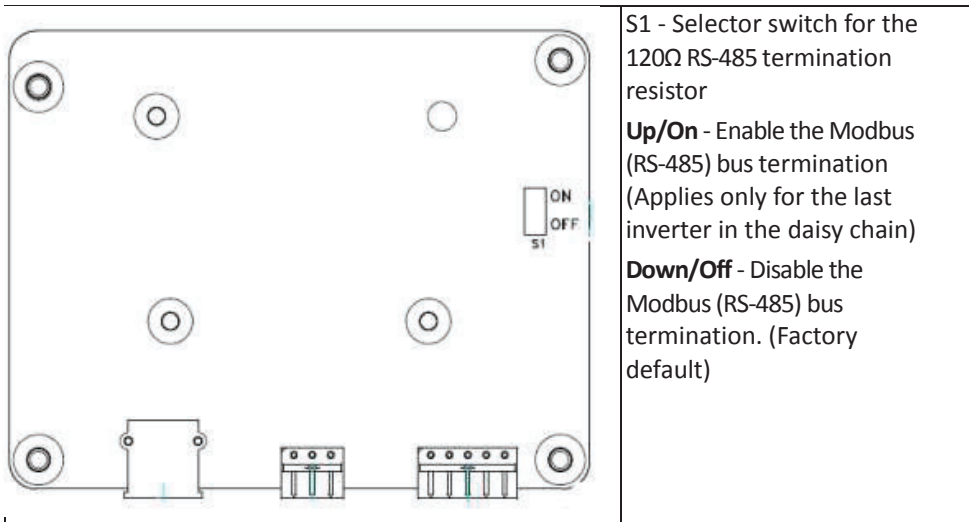 ON
OFF
S1
S1 - Selector switch for the
120Ω RS-485 termination
resistor
Up/On - Enable the Modbus
(RS-485) bus termination
(Applies only for the last
inverter in the daisy chain)
Down/Off - Disable the
Modbus (RS-485) bus
termination. (Factory
default)